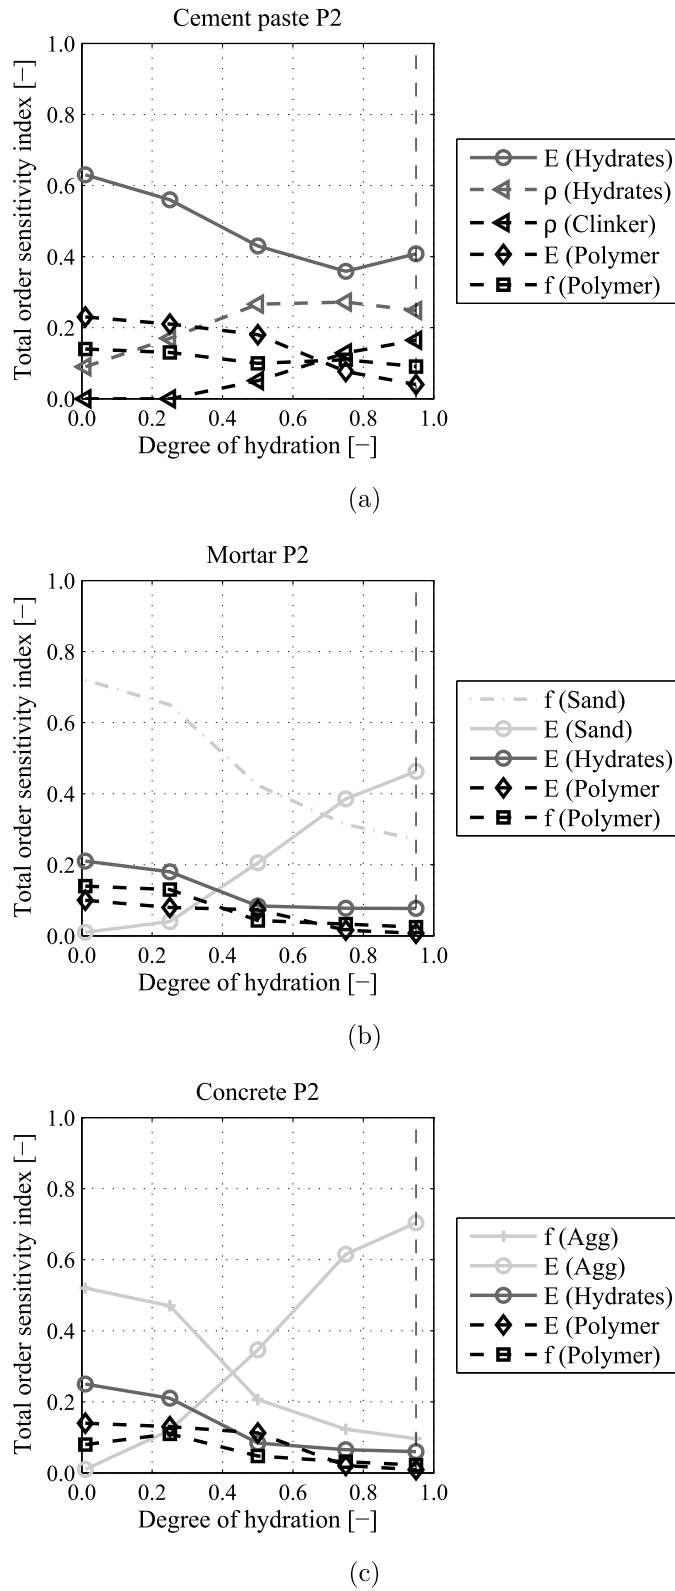 Cement paste P2
Total order sensitivity index [−]
1.0
0.8
0.6
0.4
0.2
0.0
0.0 0.2 0.4 0.6 0.8 1.0
Degree of hydration [−]
E (Hydrates)
ρ (Hydrates)
ρ (Clinker)
E (Polymer
f (Polymer)
(a)
Mortar P2
Total order sensitivity index [−]
1.0
0.8
0.6
0.4
0.2
0.0
0.0 0.2 0.4 0.6 0.8 1.0
Degree of hydration [−]
f (Sand)
E (Sand)
E (Hydrates)
E (Polymer
f (Polymer)
(b)
Concrete P2
Total order sensitivity index [−]
1.0
0.8
0.6
0.4
0.2
0.0
0.0 0.2 0.4 0.6 0.8 1.0
Degree of hydration [−]
f (Agg)
E (Agg)
E (Hydrates)
E (Polymer
f (Polymer)
(c)